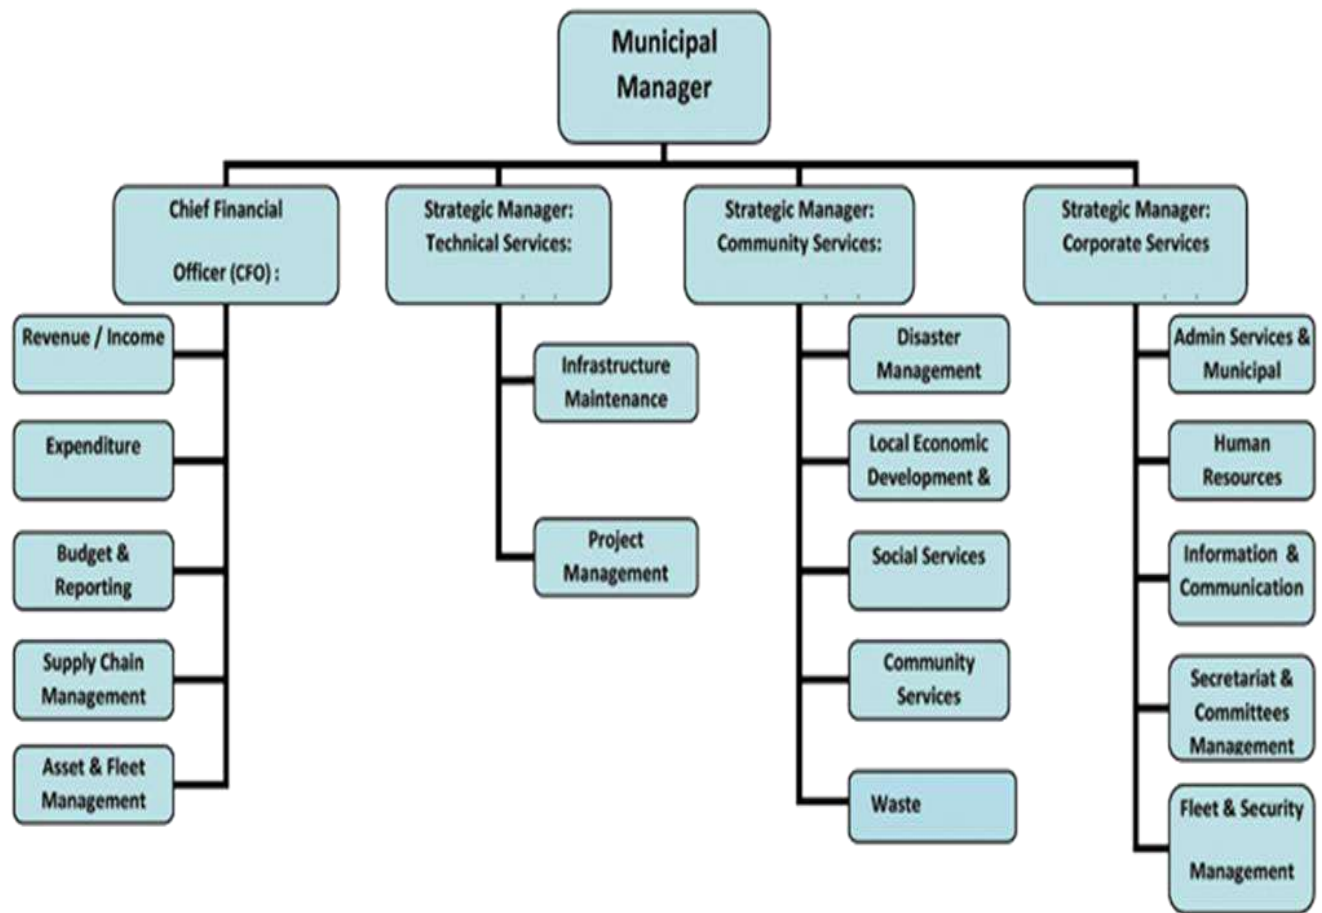 Municipal
Manager
Chief Financial
Officer (CFO) :
Strategic Manager:
Technical Services:
Strategic Manager:
Community Services:
Strategic Manager:
Corporate Services
Revenue / Income
Expenditure
Budget &
Reporting
Supply Chain
Management
Asset & Fleet
Management
Infrastructure
Maintenance
Project
Management
Disaster
Management
Local Economic
Development &
Social Services
Community
Services
Waste
Admin Services &
Municipal
Human
Resources
Information &
Communication
Secretariat &
Committees
Management
Fleet & Security
Management